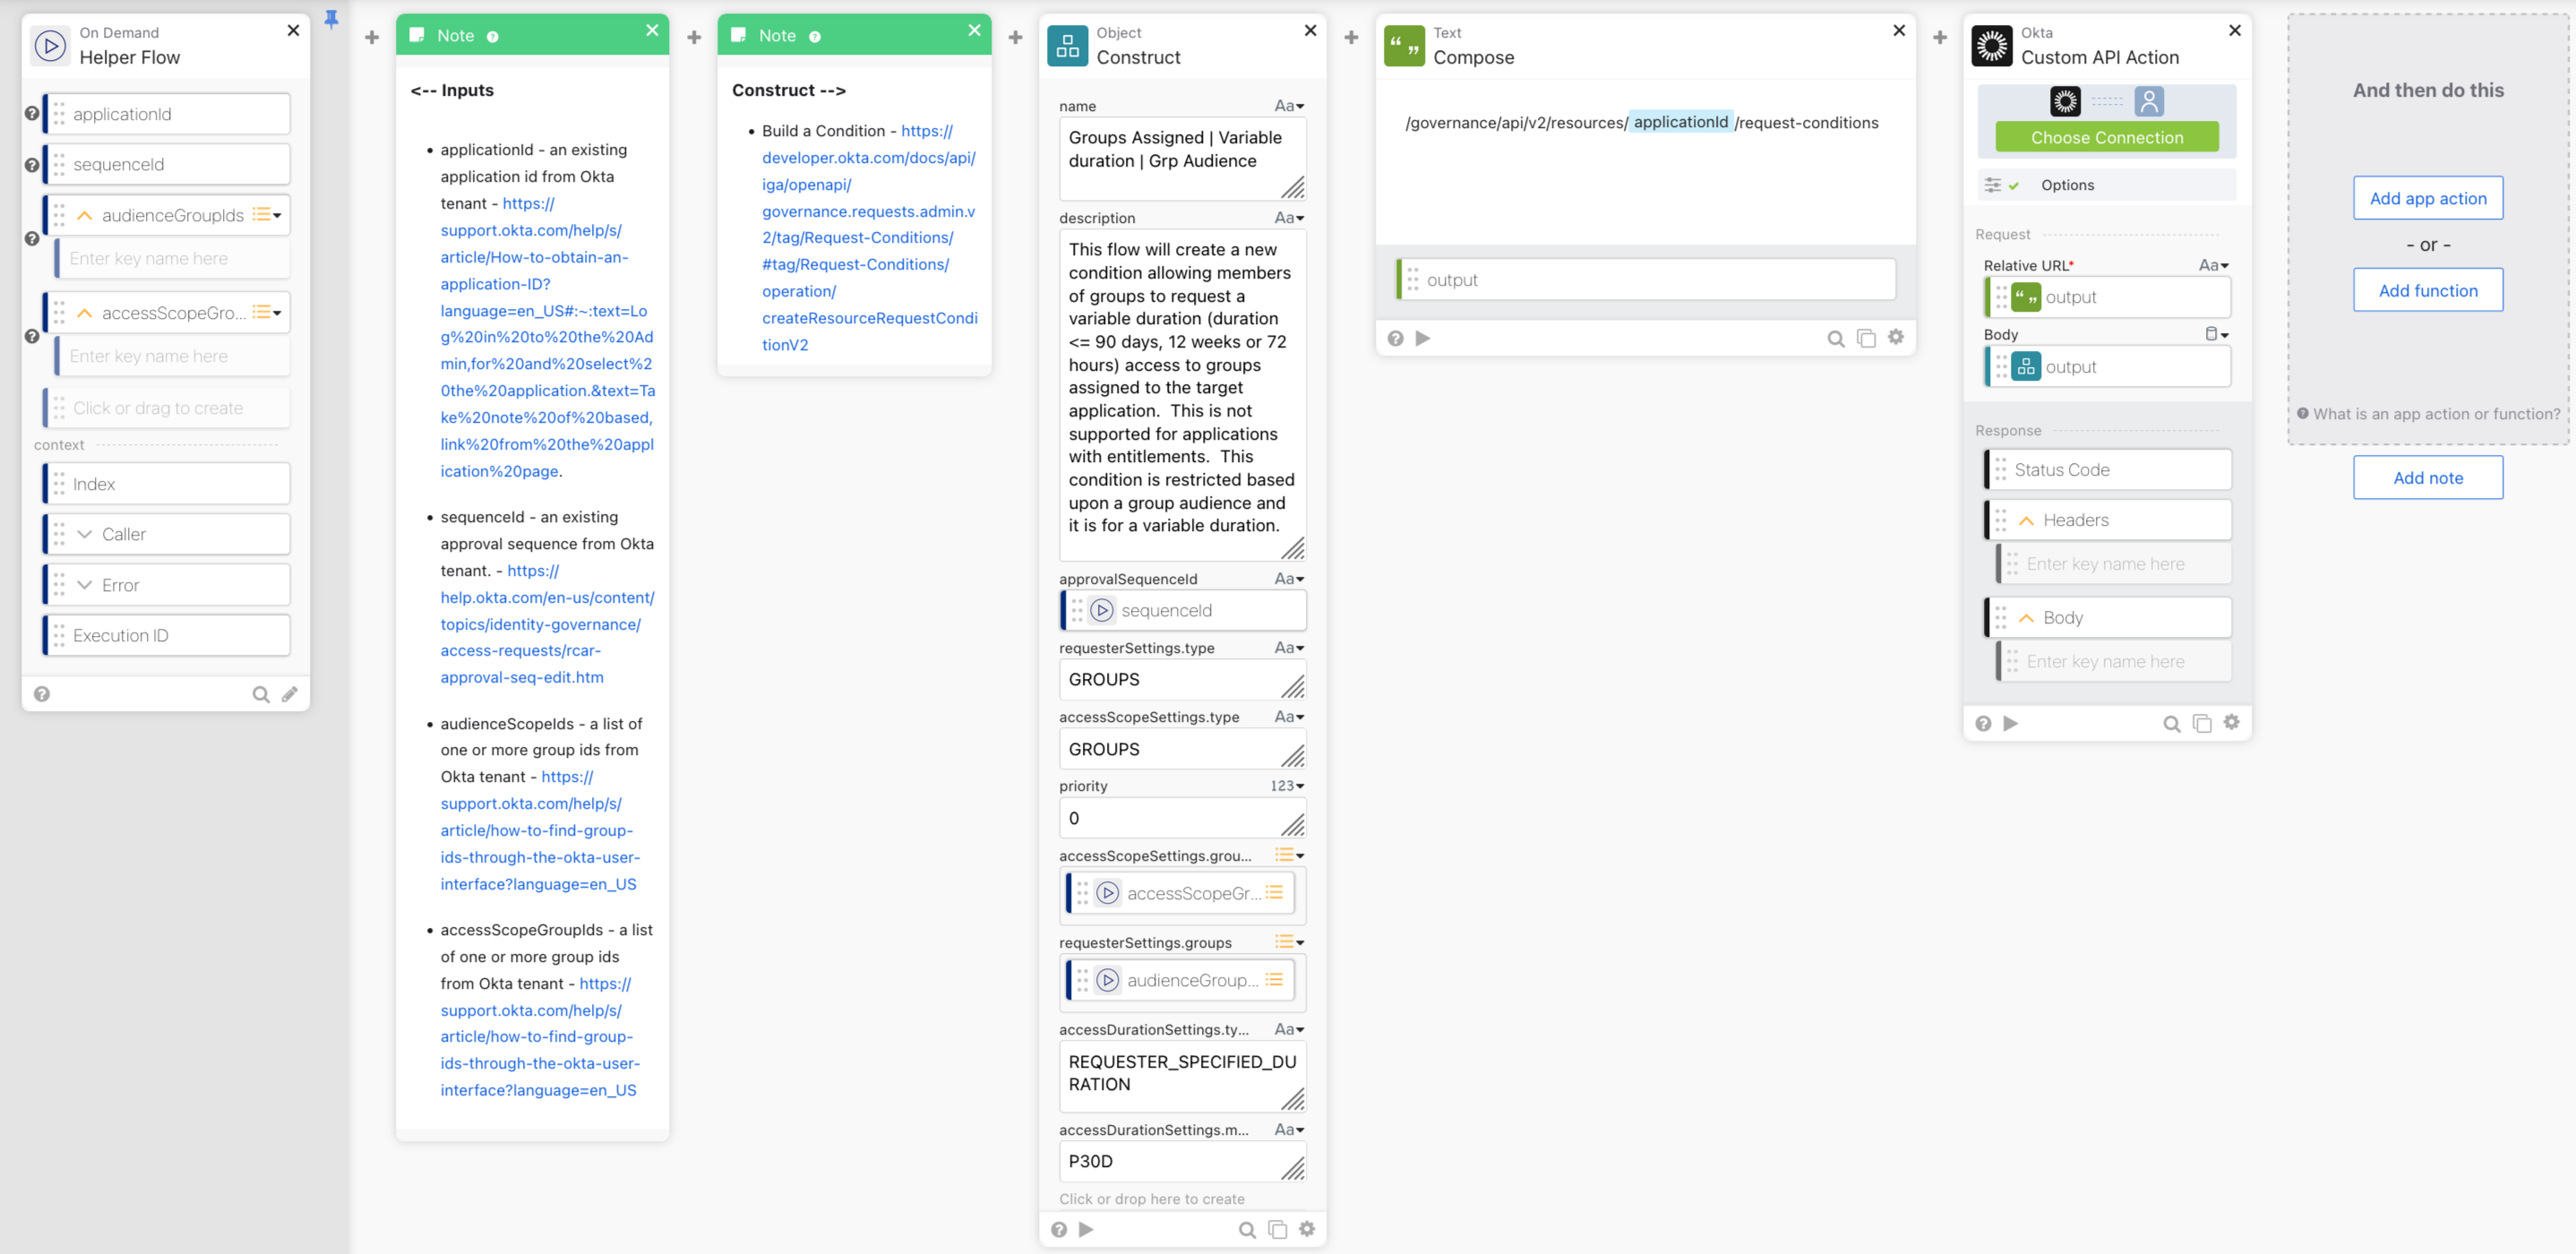 On Demand
Helper Flow
applicationId
sequenceId
audienceGroupIds
Enter key name here
accessScopeGro...
Enter key name here
Click or drag to create
context
Index
Caller
Error
Execution ID
Note
<-- Inputs
applicationId - an existing
application id from Okta
tenant - https://
support.okta.com/help/s/
article/How-to-obtain-an-
application-ID?
language=en_US#:~:text=Lo
g%20in%20to%20the%20Ad
min,for%20and%20select%2
0the%20application.&text=Ta
ke%20note%20of%20based,
link%20from%20the%20appl
ication%20page.
sequenceId - an existing
approval sequence from Okta
tenant. - https://
help.okta.com/en-us/content/
topics/identity-governance/
access-requests/rcar-
approval-seq-edit.htm
audienceScopeIds - a list of
one or more group ids from
Okta tenant - https://
support.okta.com/help/s/
article/how-to-find-group-
ids-through-the-okta-user-
interface?language=en_US
accessScopeGroupIds - a list
of one or more group ids
from Okta tenant - https://
support.okta.com/help/s/
article/how-to-find-group-
ids-through-the-okta-user-
interface?language=en_US
Note
Construct -->
Build a Condition - https://
developer.okta.com/docs/api/
iga/openapi/
governance.requests.admin.v
2/tag/Request-Conditions/
#tag/Request-Conditions/
operation/
createResourceRequestCondi
tionV2
Object
Construct
name Aa
Groups Assigned | Variable
duration | Grp Audience
description Aa
This flow will create a new
condition allowing members
of groups to request a
variable duration (duration
<= 90 days, 12 weeks or 72
hours) access to groups
assigned to the target
application.  This is not
supported for applications
with entitlements.  This
condition is restricted based
upon a group audience and
it is for a variable duration.
approvalSequenceId Aa
sequenceId
requesterSettings.type Aa
GROUPS
accessScopeSettings.type Aa
GROUPS
priority 123
0
accessScopeSettings.grou...
accessScopeGr...
requesterSettings.groups
audienceGroup...
accessDurationSettings.ty... Aa
REQUESTER_SPECIFIED_DU
RATION
accessDurationSettings.m... Aa
P30D
Click or drop here to create
Text
Compose
/governance/api/v2/resources/ applicationId /request-conditions
output
Okta
Custom API Action
Choose Connection
Options
Request
Relative URL* Aa
output
Body
output
Response
Status Code
Headers
Enter key name here
Body
Enter key name here
And then do this
Add app action
- or -
Add function
What is an app action or function?
Add note